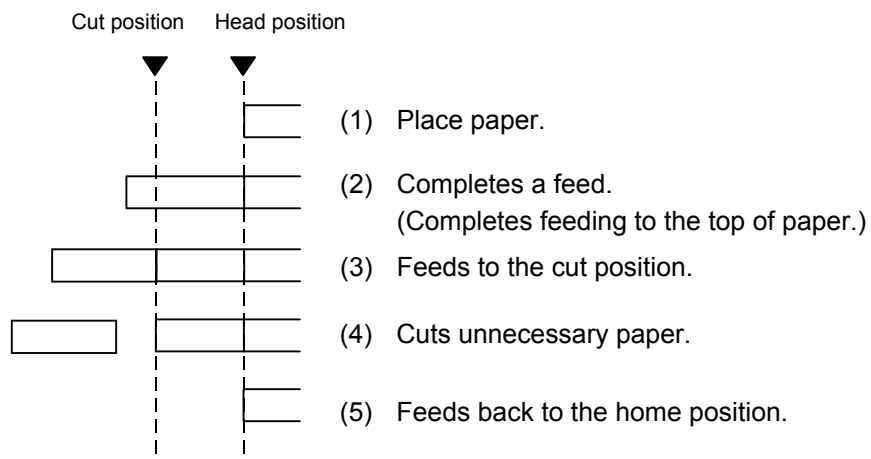 Cut position Head position
(1) Place paper.
(2) Completes a feed.
(Completes feeding to the top of paper.)
(3) Feeds to the cut position.
(4) Cuts unnecessary paper.
(5) Feeds back to the home position.